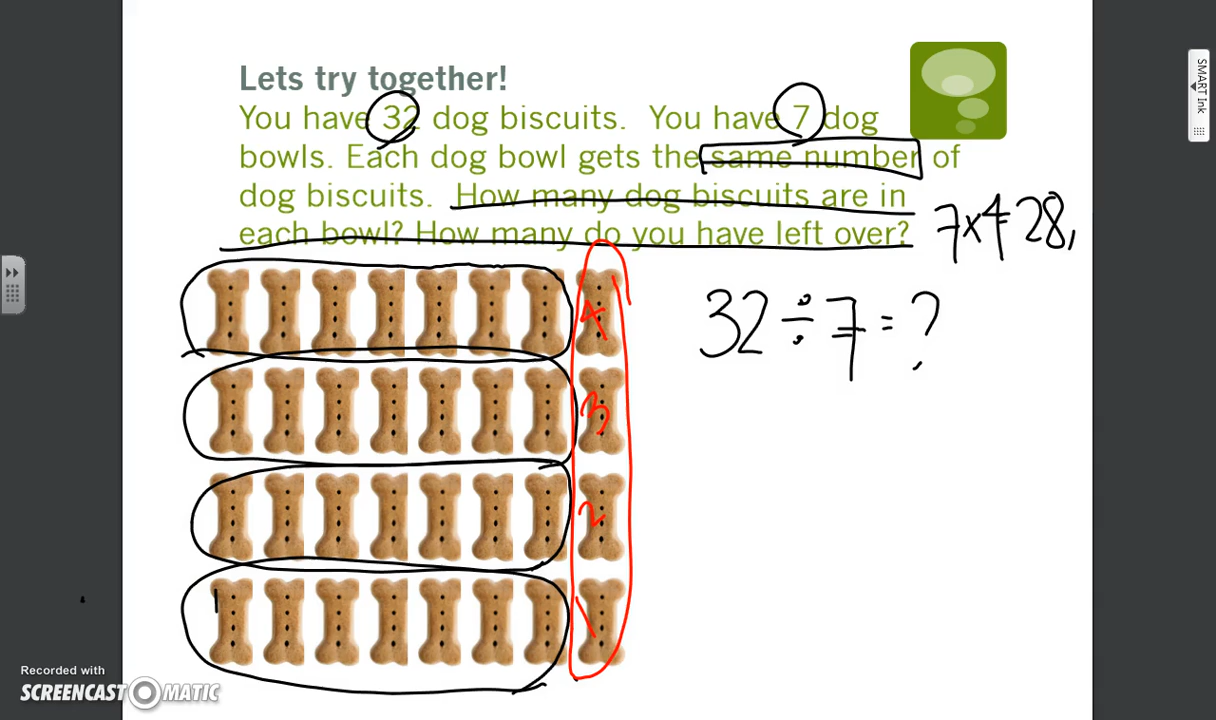 Lets try together!
You have 32 dog biscuits. You have 7 dog
bowls. Each dog bowl gets the same number of
dog biscuits. How many dog biscuits are in
each bowl? How many do you have left over?
7x4=28,
32÷7=?
4
3
2
1
1
SMART Ink
Recorded with
SCREENCAST O MATIC